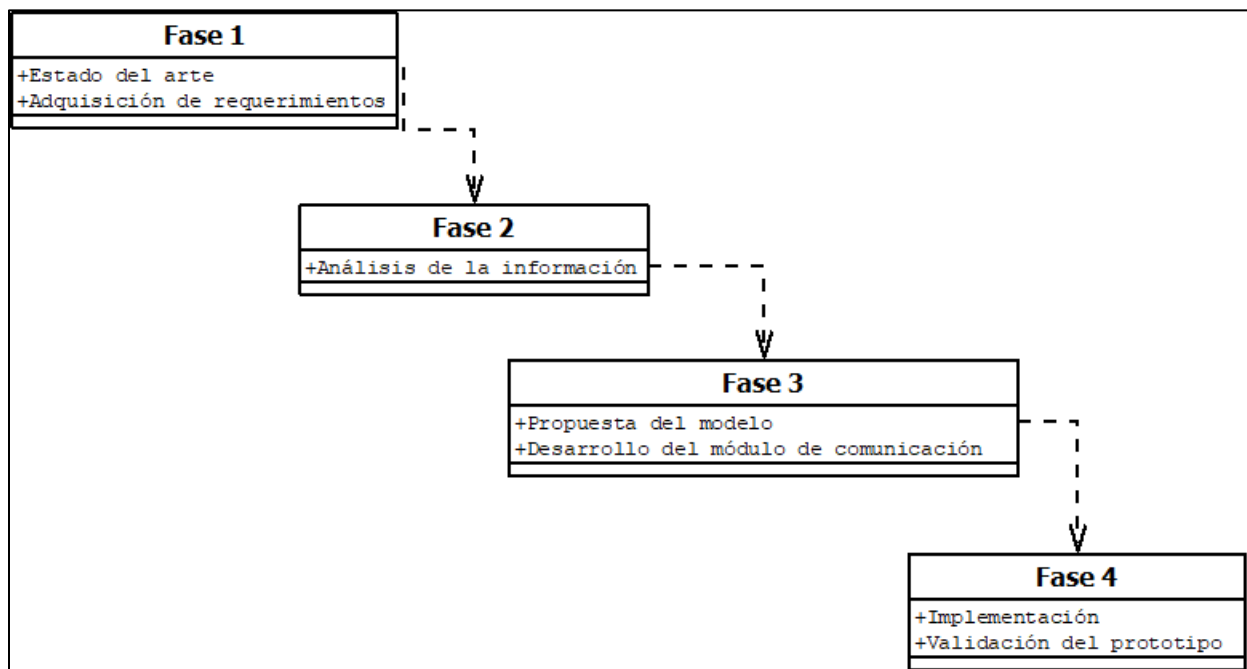 Fase 1
+Estado del arte
+Adquisición de requerimientos
Fase 2
+Análisis de la información
Fase 3
+Propuesta del modelo
+Desarrollo del módulo de comunicación
Fase 4
+Implementación
+Validación del prototipo